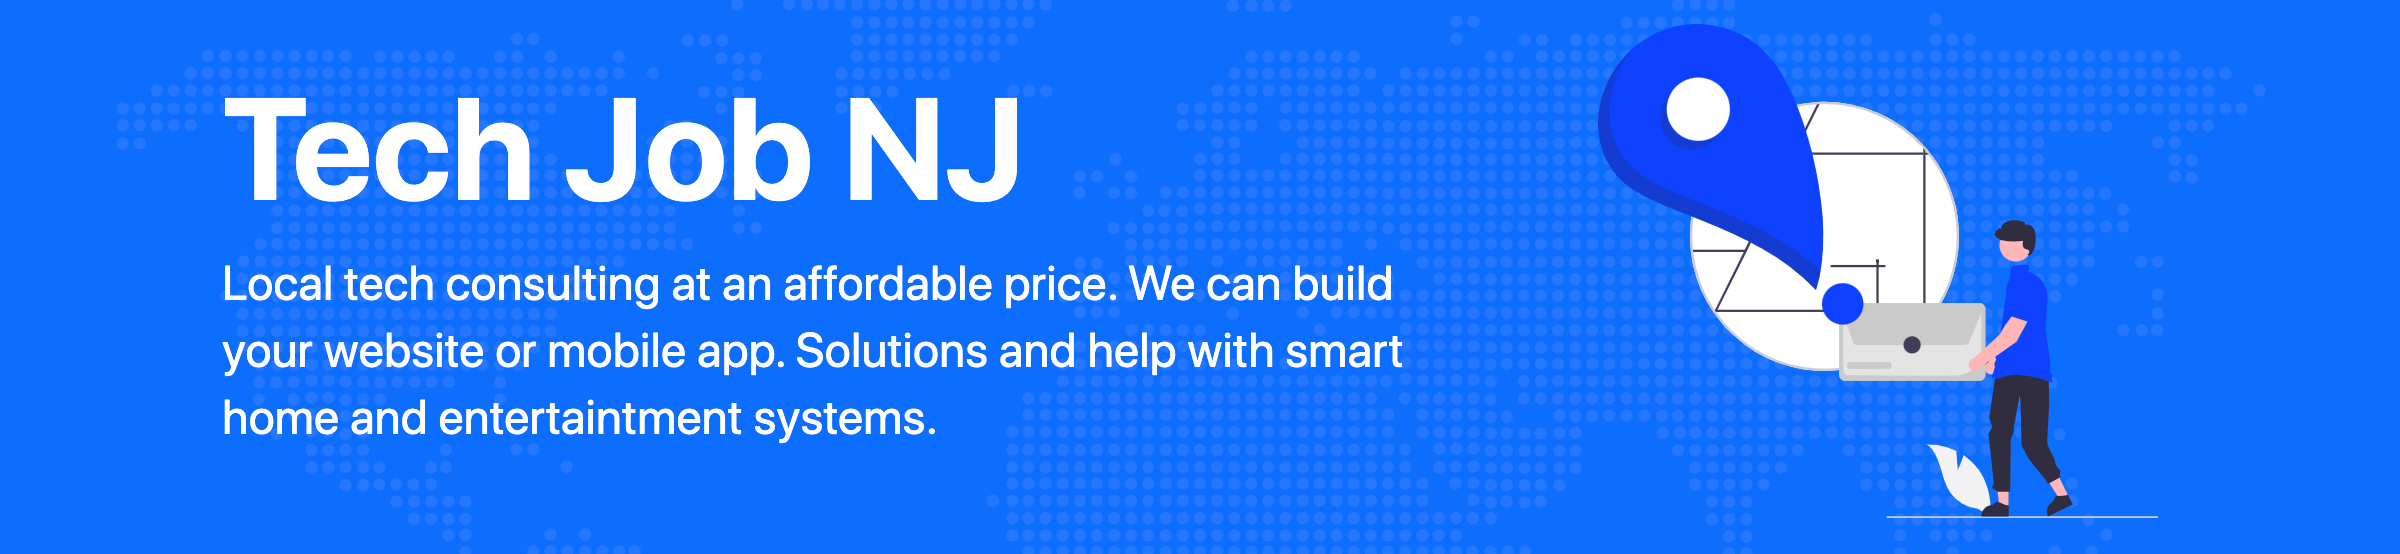 Tech Job NJ
Local tech consulting at an affordable price. We can build
your website or mobile app. Solutions and help with smart
home and entertaintment systems.